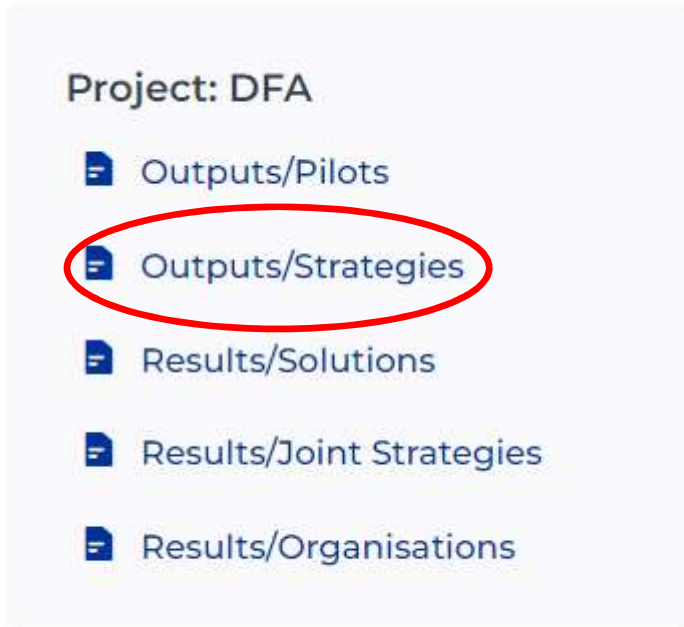 Project: DFA
Outputs/Pilots
Outputs/Strategies
Results/Solutions
Results/Joint Strategies
Results/Organisations